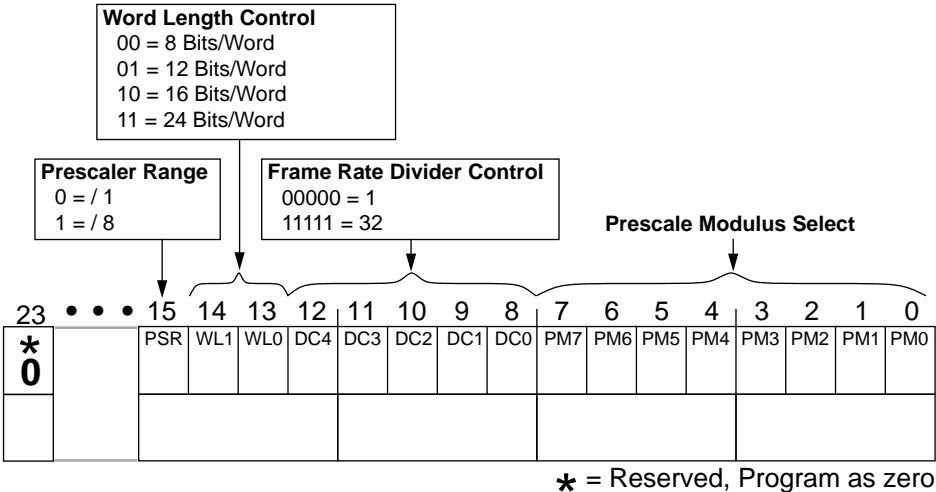 Word Length Control
00 = 8 Bits/Word
01 = 12 Bits/Word
10 = 16 Bits/Word
11 = 24 Bits/Word
Prescaler Range
0 = / 1
1 = / 8
Frame Rate Divider Control
00000 = 1
11111 = 32
Prescale Modulus Select
23 • • • 15 14 13 12 11 10 9 8 7 6 5 4 3 2 1 0
* PSR WL1 WL0 DC4 DC3 DC2 DC1 DC0 PM7 PM6 PM5 PM4 PM3 PM2 PM1 PM0
0
* = Reserved, Program as zero